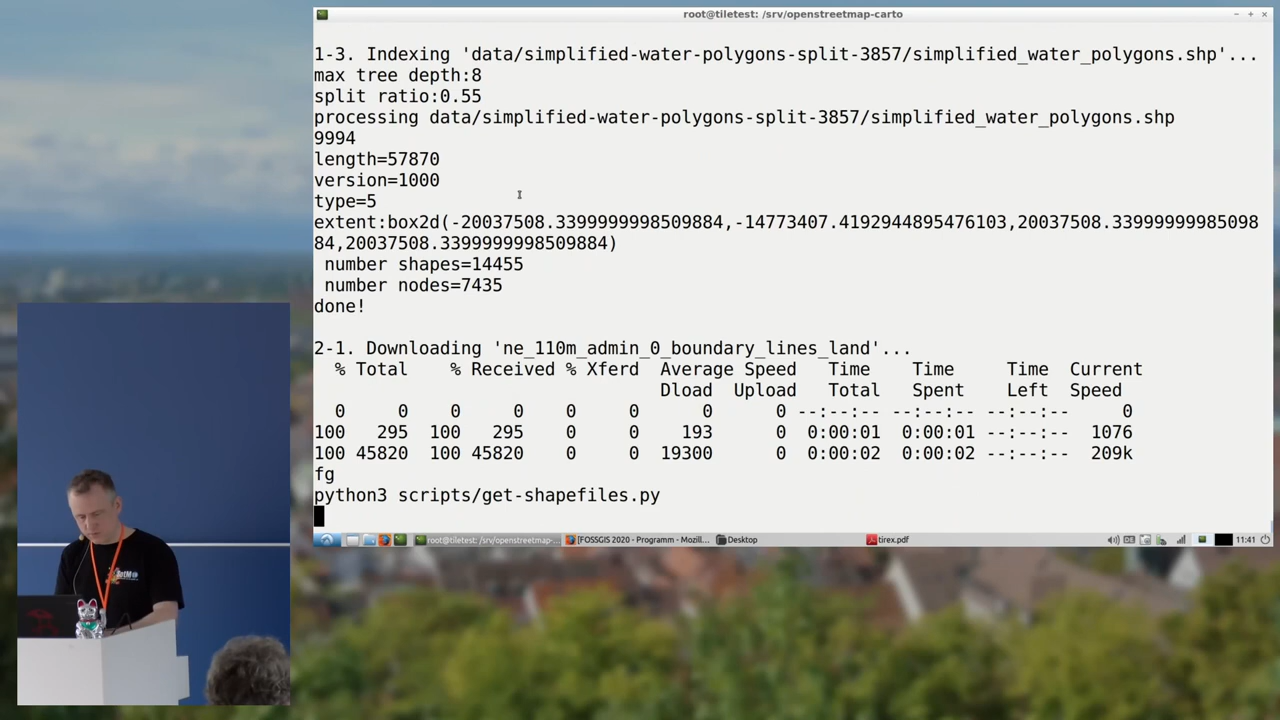 root@tiletest: /srv/openstreetmap-carto
1-3. Indexing 'data/simplified-water-polygons-split-3857/simplified_water_polygons.shp'...
max tree depth:8
split ratio:0.55
processing data/simplified-water-polygons-split-3857/simplified_water_polygons.shp
9994
length=57870
version=1000
type=5
extent:box2d(-20037508.3399999998509884,-14773407.4192944895476103,20037508.33999999985098
84,20037508.3399999998509884)
number shapes=14455
number nodes=7435
done!
2-1. Downloading 'ne_110m_admin_0_boundary_lines_land'...
% Total % Received % Xferd Average Speed Time Time Time Current
Dload Upload Total Spent Left Speed
0 0 0 0 0 0 0 0 --:--:-- --:--:-- --:--:-- 0
100 295 100 295 0 0 193 0 0:00:01 0:00:01 --:--:-- 1076
100 45820 100 45820 0 0 19300 0 0:00:02 0:00:02 --:--:-- 209k
fg
python3 scripts/get-shapefiles.py
root@tiletest: /srv/openstreetmap-... [FOSSGIS 2020 - Programm - Mozill... Desktop tirex.pdf DE 11:41